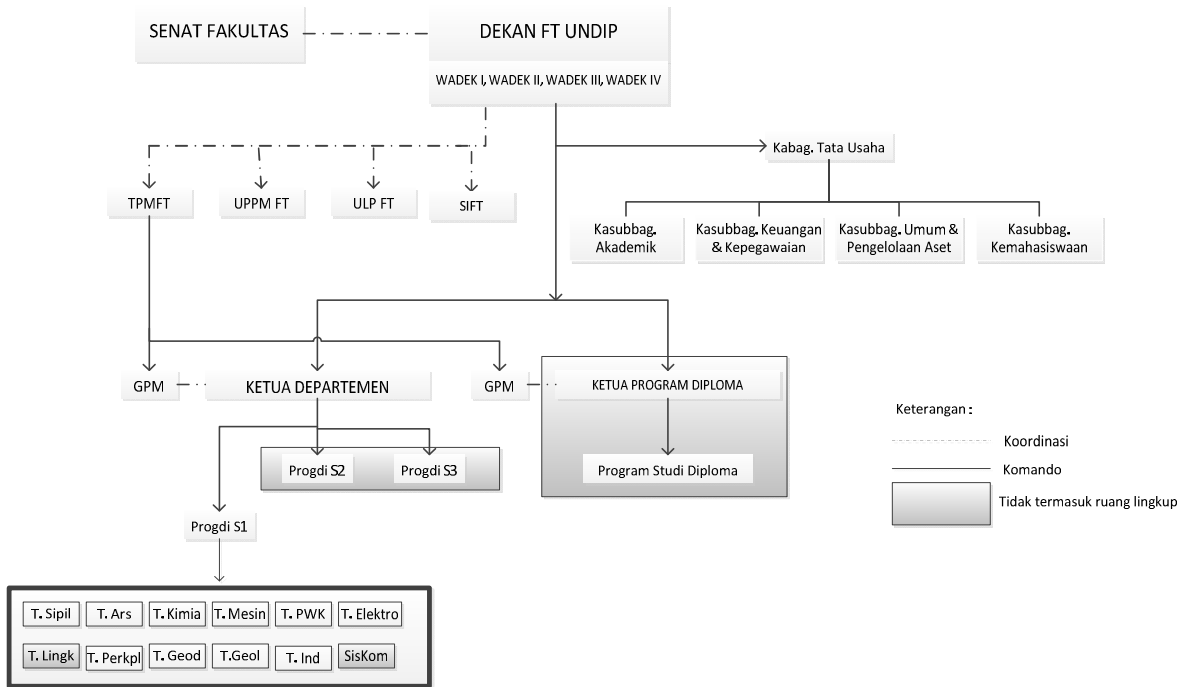 SENAT FAKULTAS
DEKAN FT UNDIP
WADEK I, WADEK II, WADEK III, WADEK IV
Kabag. Tata Usaha
TPMFT
UPPM FT
ULP FT
SIFT
Kasubbag.
Akademik
Kasubbag. Keuangan
& Kepegawaian
Kasubbag. Umum &
Pengelolaan Aset
Kasubbag.
Kemahasiswaan
GPM
KETUA DEPARTEMEN
GPM
KETUA PROGRAM DIPLOMA
Progdi S2
Progdi S3
Program Studi Diploma
Progdi S1
Keterangan :
Koordinasi
Komando
Tidak termasuk ruang lingkup
T. Sipil
T. Ars
T. Kimia
T. Mesin
T. PWK
T. Elektro
T. Lingk
T. Perkpl
T. Geod
T.Geol
T. Ind
SisKom